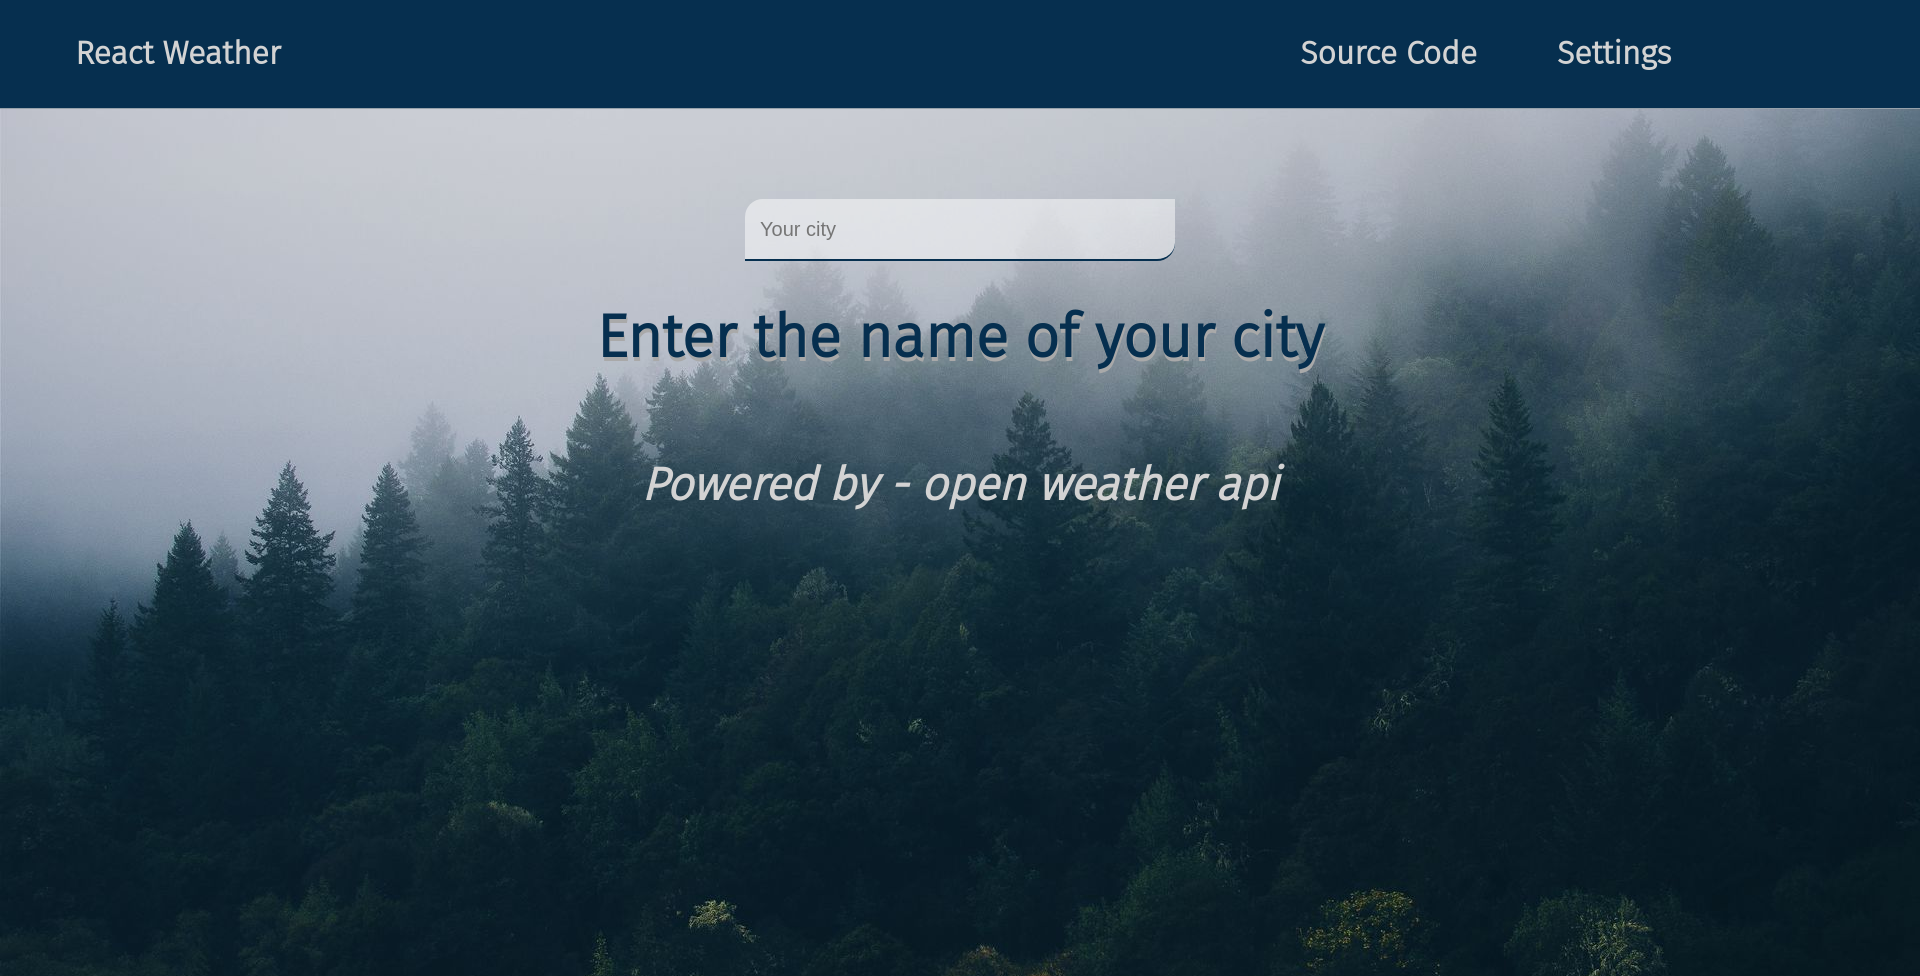 React Weather
Source Code
Settings
Your city
Enter the name of your city
Powered by - open weather api